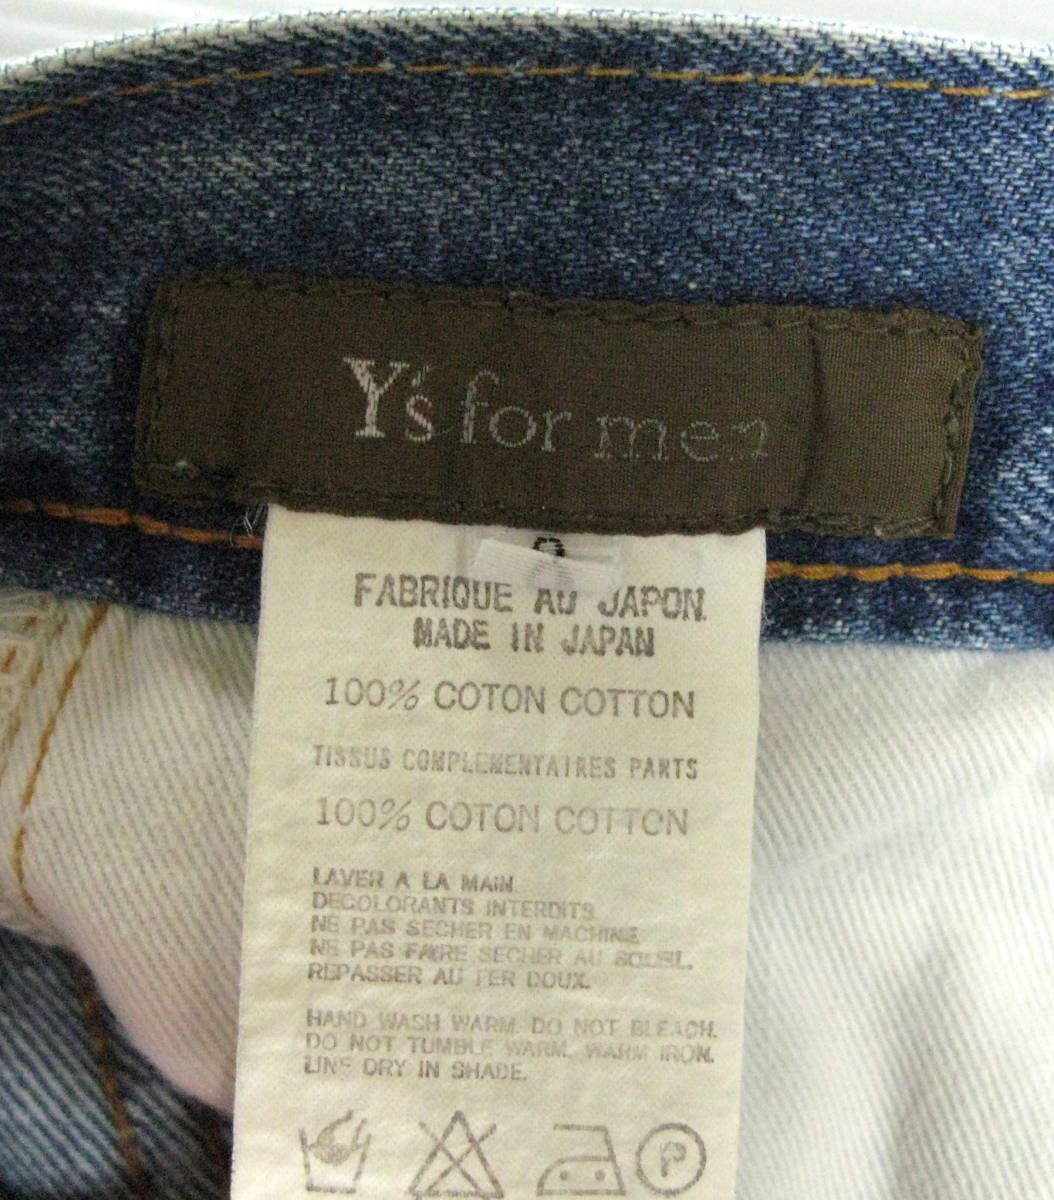 Y's for men
FABRIQUE AU JAPON
MADE IN JAPAN
100% COTON COTTON
TISSUS COMPLEMENTAIRES PARTS
100% COTON COTTON
LAVER A LA MAIN.
DECOLORANTS INTERDITS.
NE PAS SECHER EN MACHINE
NE PAS FAIRE SECHER AU SOLEIL.
REPASSER AU FER DOUX.
HAND WASH WARM. DO NOT BLEACH.
DO NOT TUMBLE WARM. WARM IRON.
LINE DRY IN SHADE.
P